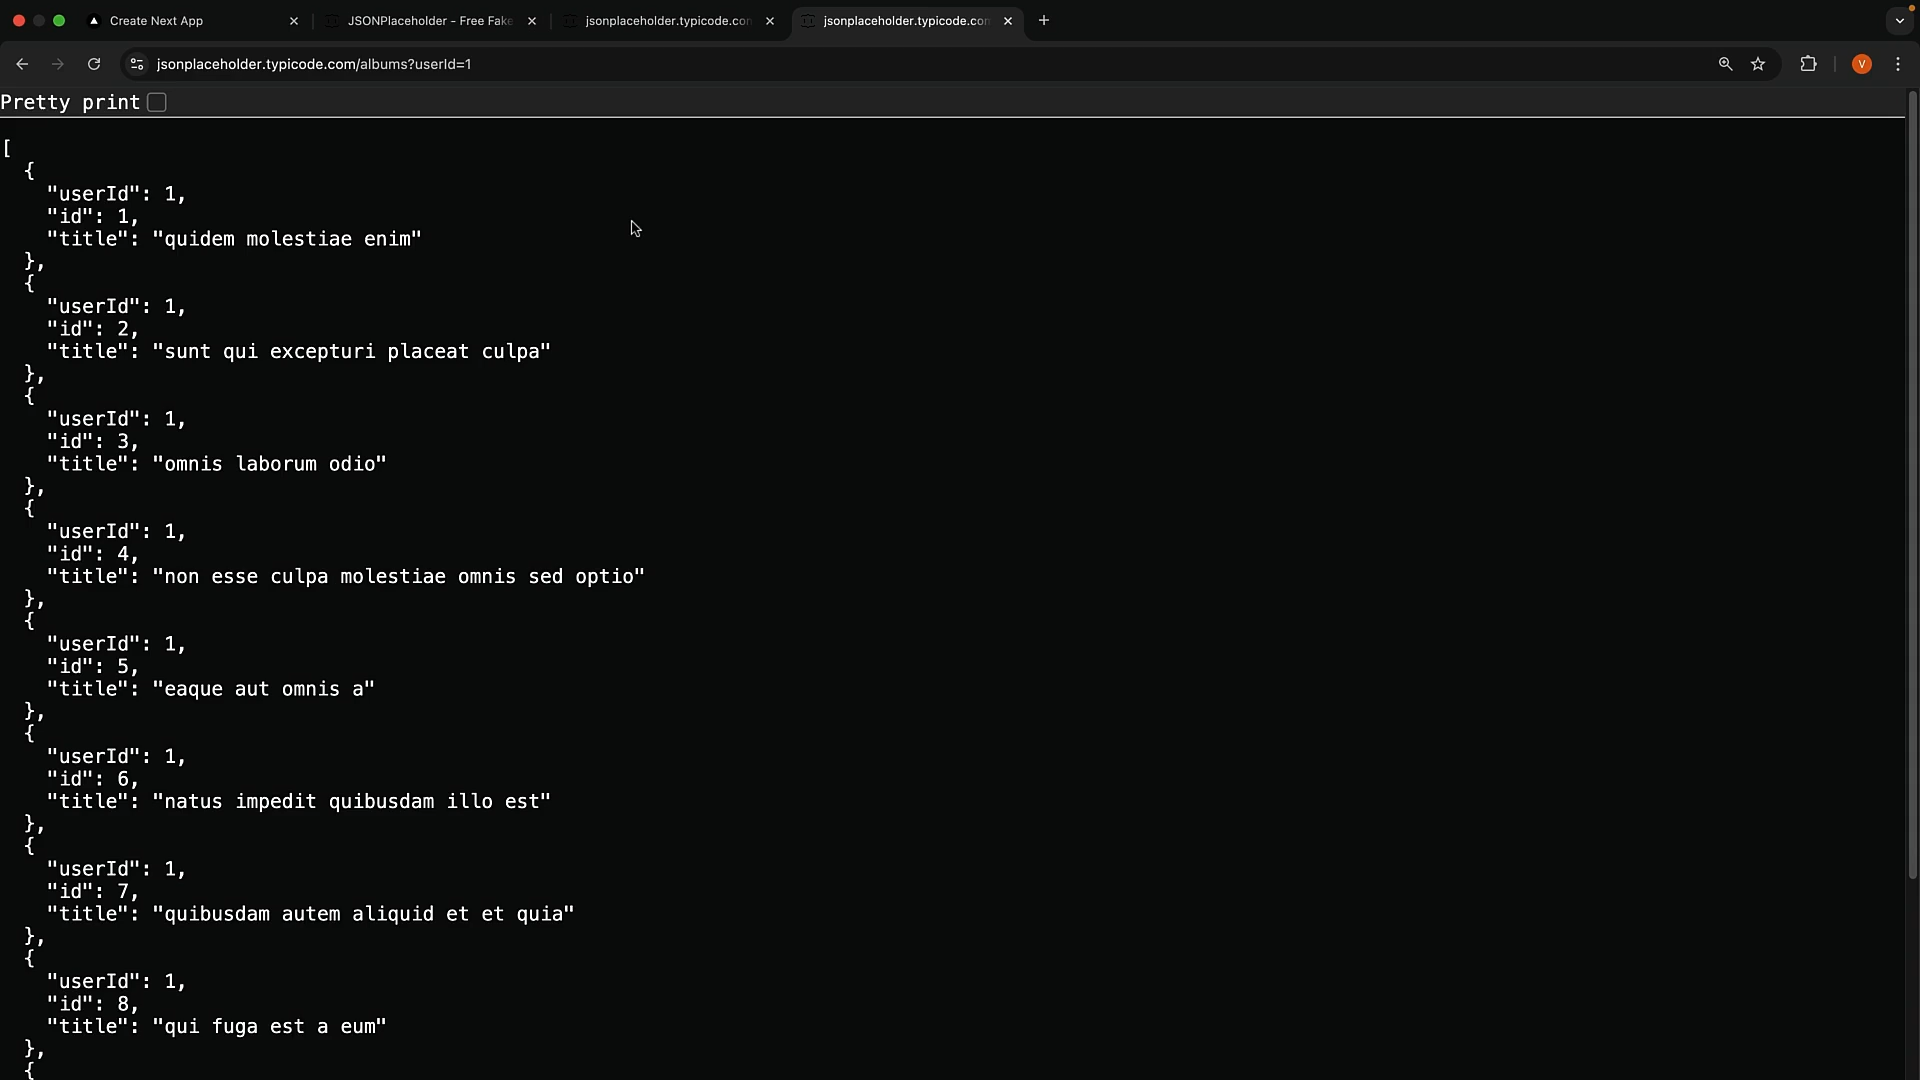 Create Next App
JSONPlaceholder - Free Fake
jsonplaceholder.typicode.con
jsonplaceholder.typicode.co
jsonplaceholder.typicode.com/albums?userId=1
V
Pretty print
[
  {
    "userId": 1,
    "id": 1,
    "title": "quidem molestiae enim"
  },
  {
    "userId": 1,
    "id": 2,
    "title": "sunt qui excepturi placeat culpa"
  },
  {
    "userId": 1,
    "id": 3,
    "title": "omnis laborum odio"
  },
  {
    "userId": 1,
    "id": 4,
    "title": "non esse culpa molestiae omnis sed optio"
  },
  {
    "userId": 1,
    "id": 5,
    "title": "eaque aut omnis a"
  },
  {
    "userId": 1,
    "id": 6,
    "title": "natus impedit quibusdam illo est"
  },
  {
    "userId": 1,
    "id": 7,
    "title": "quibusdam autem aliquid et et quia"
  },
  {
    "userId": 1,
    "id": 8,
    "title": "qui fuga est a eum"
  },
  {